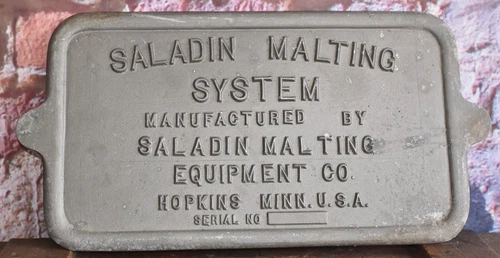 SALADIN MALTING
SYSTEM
MANUFACTURED BY
SALADIN MALTING
EQUIPMENT CO.
HOPKINS MINN. U.S.A.
SERIAL NO